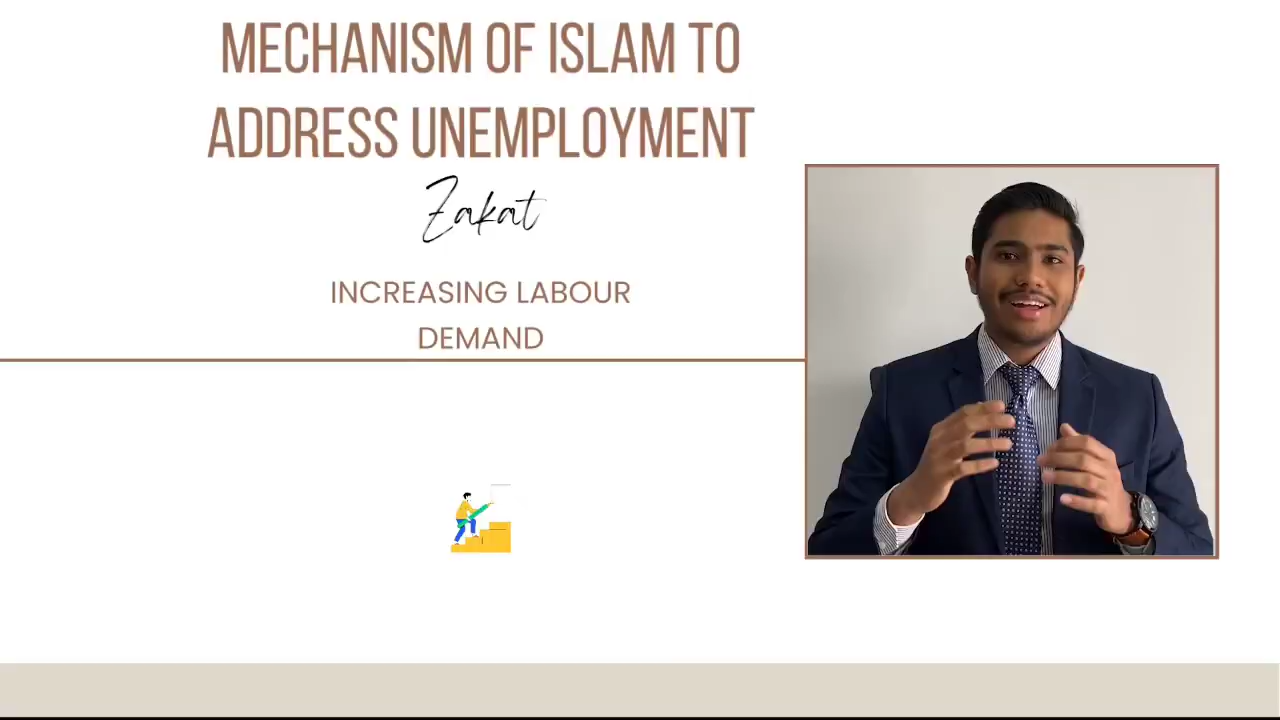 MECHANISM OF ISLAM TO
ADDRESS UNEMPLOYMENT
Zakat
INCREASING LABOUR
DEMAND